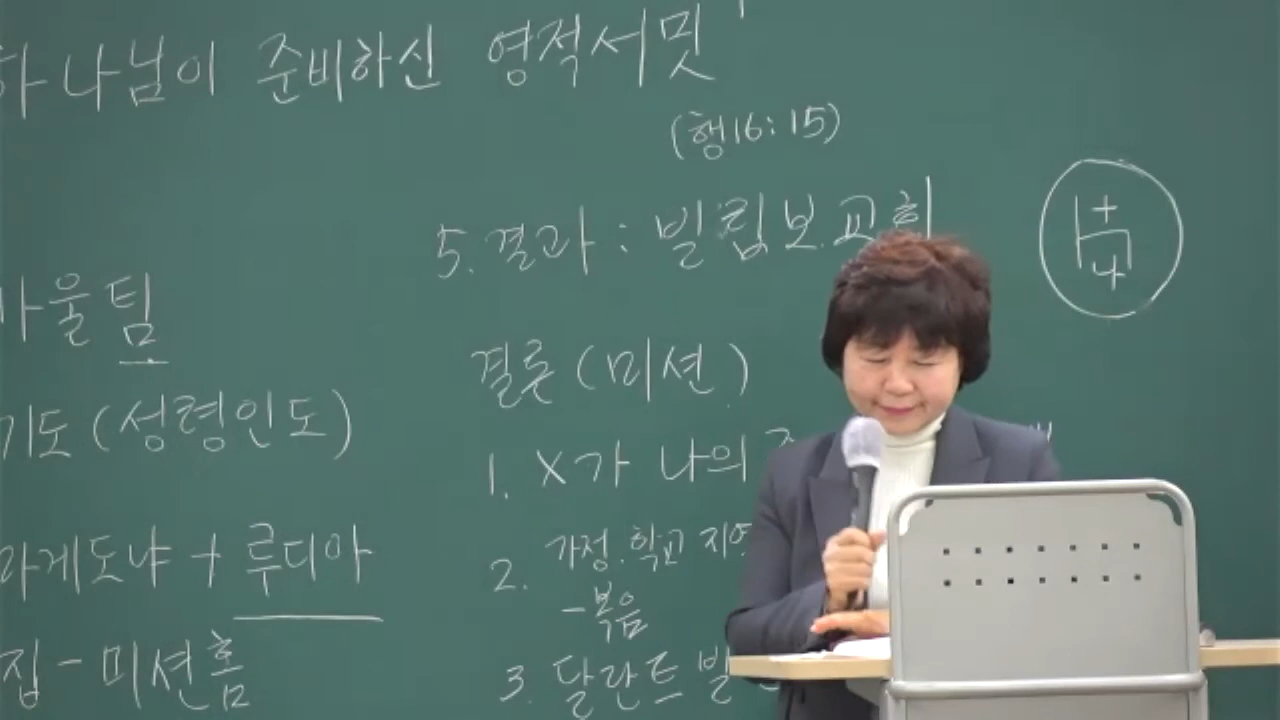 하나님이 준비하신 영적서밋
(행16:15)
5. 결과 : 빌립보교회
바울팀
결론 (미션)
기도 (성령인도)
1. X가 나의
마게도냐 + 루디아
2. 가정.학교
-복음
집 - 미션홈
3. 달란트